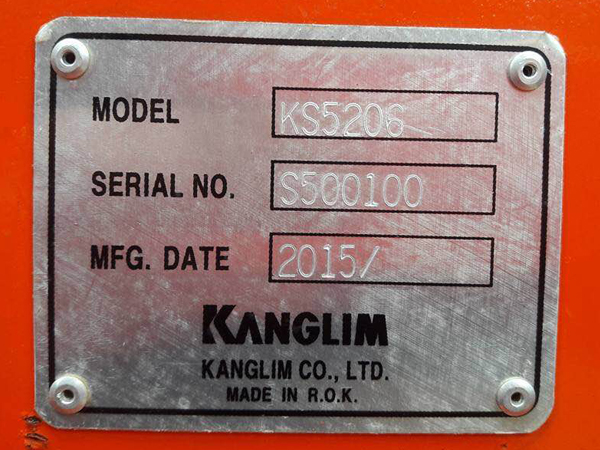 MODEL KS5206
SERIAL NO. S500100
MFG. DATE 2015/
KANGLIM
KANGLIM CO., LTD.
MADE IN R.O.K.